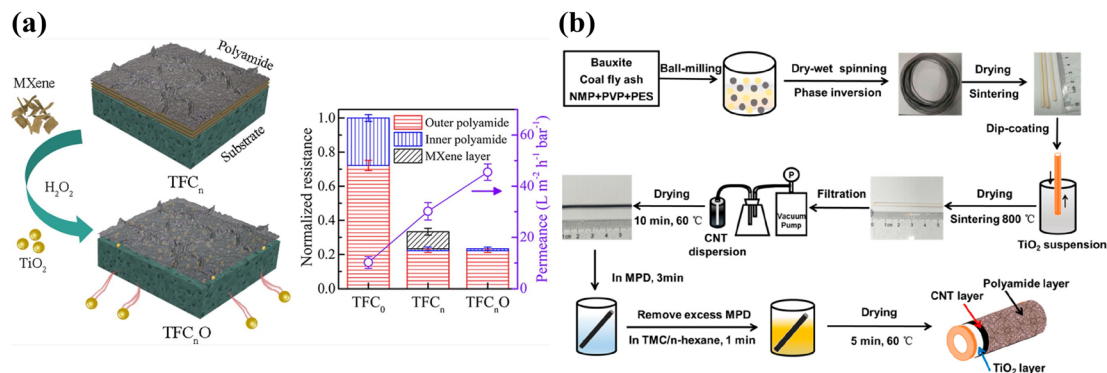 (a)
Polyamide
MXene
Substrate
TFCn
H2O2
TiO2
TFCnO
Normalized resistance
1.0
0.8
0.6
0.4
0.2
0.0
Outer polyamide
Inner polyamide
MXene layer
TFC0
TFCn
TFCnO
60
45
30
15
0
Permeance (L m-2 h-1 bar-1)
(b)
Bauxite
Coal fly ash
NMP+PVP+PES
Ball-milling
Dry-wet spinning
Phase inversion
Drying
Sintering
Dip-coating
TiO2 suspension
Drying
Sintering 800 ℃
Filtration
P
Vacuum
Pump
CNT
dispersion
Drying
10 min, 60 ℃
In MPD, 3min
Remove excess MPD
In TMC/n-hexane, 1 min
Drying
5 min, 60 ℃
Polyamide layer
CNT layer
TiO2 layer